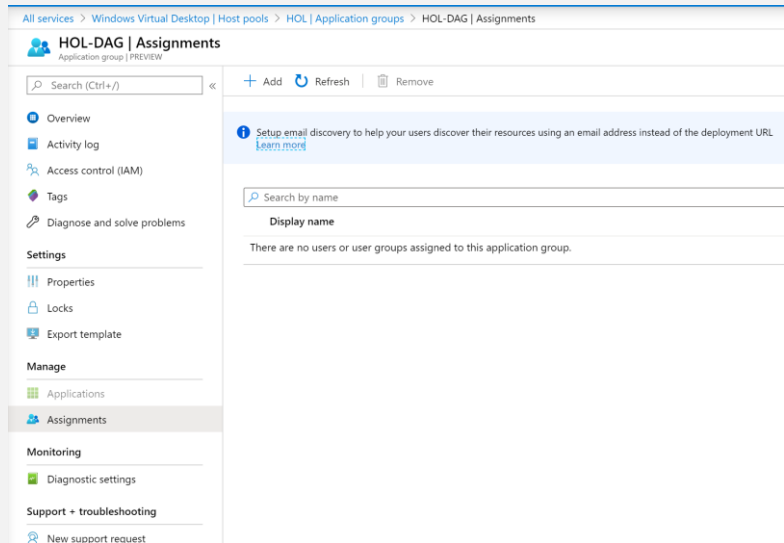 All services > Windows Virtual Desktop | Host pools > HOL | Application groups > HOL-DAG | Assignments
HOL-DAG | Assignments
Application group | PREVIEW
Search (Ctrl+/)
«
Overview
Activity log
Access control (IAM)
Tags
Diagnose and solve problems
Settings
Properties
Locks
Export template
Manage
Applications
Assignments
Monitoring
Diagnostic settings
Support + troubleshooting
New support request
+ Add Refresh Remove
Setup email discovery to help your users discover their resources using an email address instead of the deployment URL
Learn more
Search by name
Display name
There are no users or user groups assigned to this application group.